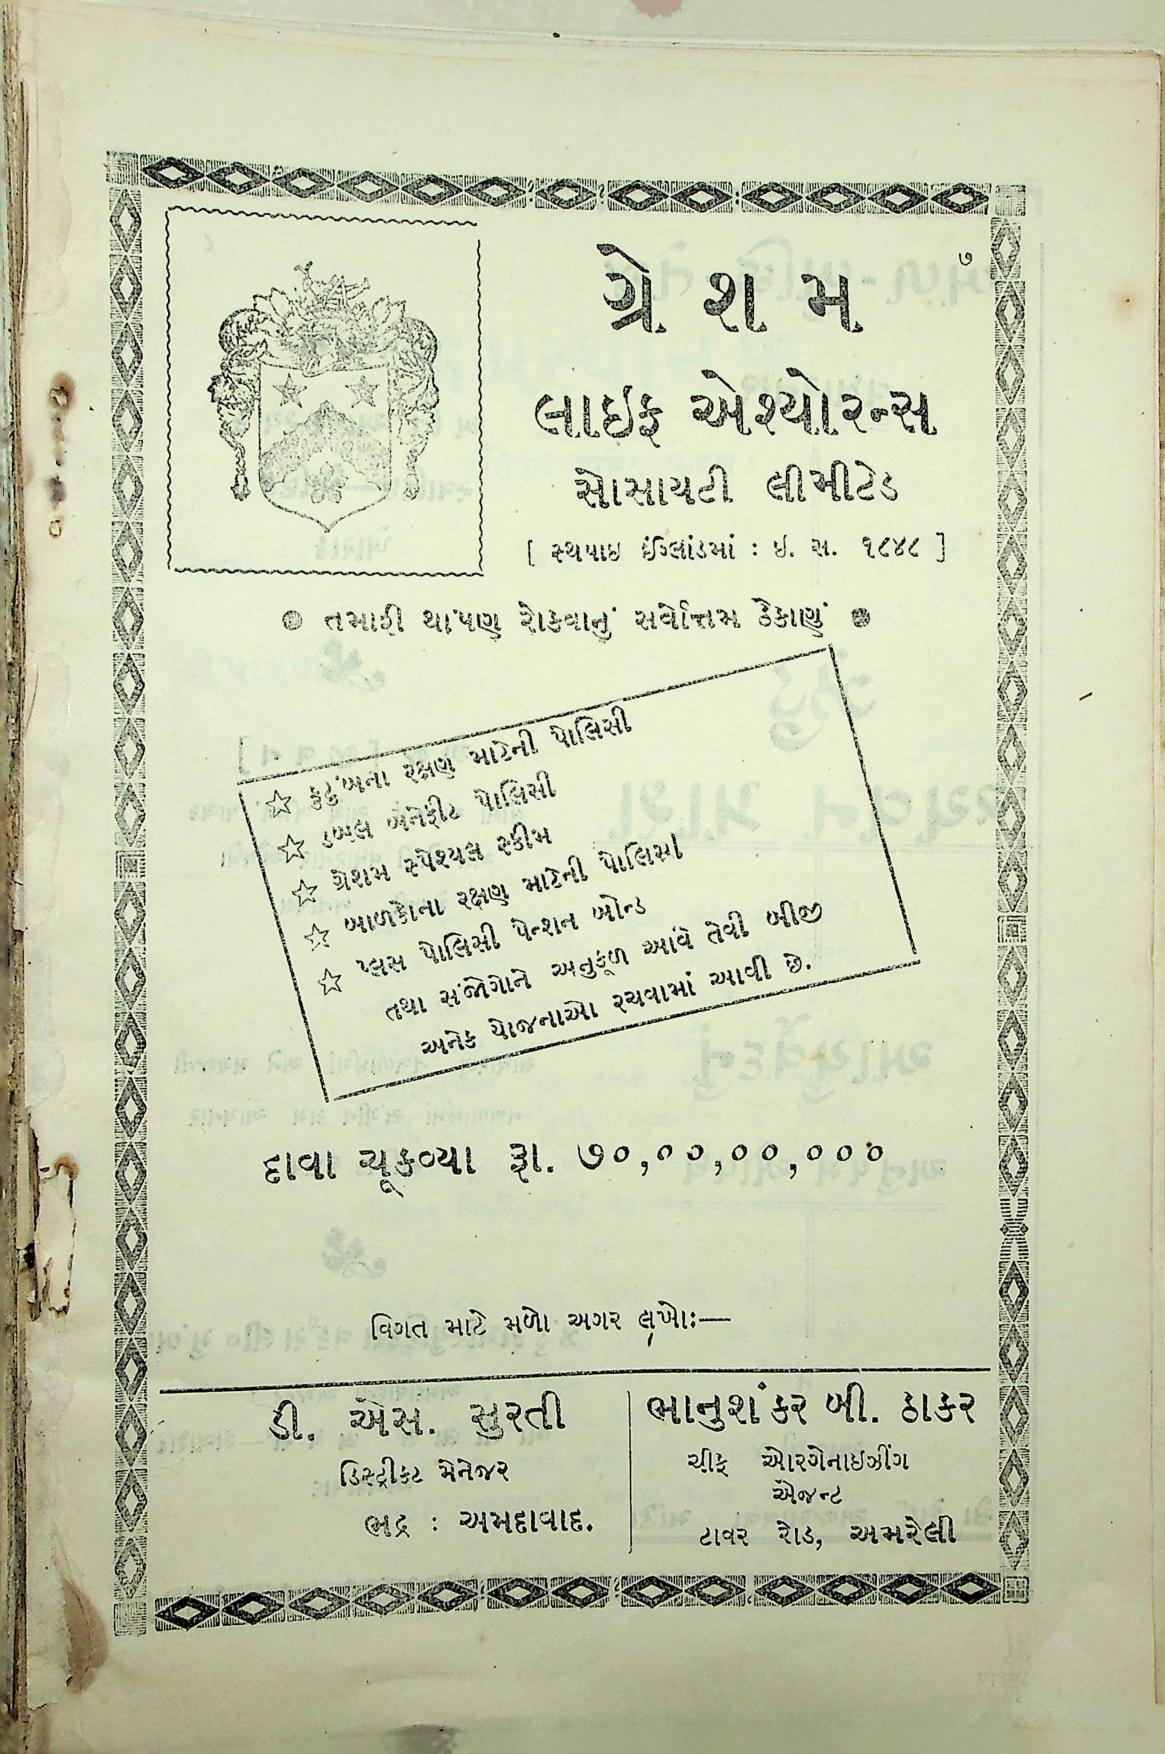 ૭
ગ્રેશમ
લાઇફ એશ્યોરન્સ
સોસાયટી લીમીટેડ
[ સ્થપાઇ ઇંગ્લાંડમાં : ઇ. સ. ૧૮૪૮ ]
તમારી થાપણ રોકવાનું સર્વોત્તમ ઠેકાણું
☆ કુટુંબના રક્ષણ માટેની પોલિસી
☆ ડબલ બેનેફીટ પોલિસી
☆ ગ્રેશમ સ્પેશ્યલ સ્કીમ
☆ બાળકોના રક્ષણ માટેની પોલિસી
☆ પ્લસ પોલિસી પેન્શન બોન્ડ
તથા સંજોગોને અનુકૂળ આવે તેવી બીજી
અનેક યોજનાઓ રચવામાં આવી છે.
દાવા ચૂકવ્યા રૂા. ૭૦,૦૦,૦૦,૦૦૦
વિગત માટે મળો અગર લખોઃ—
ડી. એસ. સુરતી
ડિસ્ટ્રીકટ મેનેજર
ભદ્ર : અમદાવાદ.
ભાનુશંકર બી. ઠાકર
ચીફ ઓરગેનાઇઝીંગ
એજન્ટ
ટાવર રોડ, અમરેલી